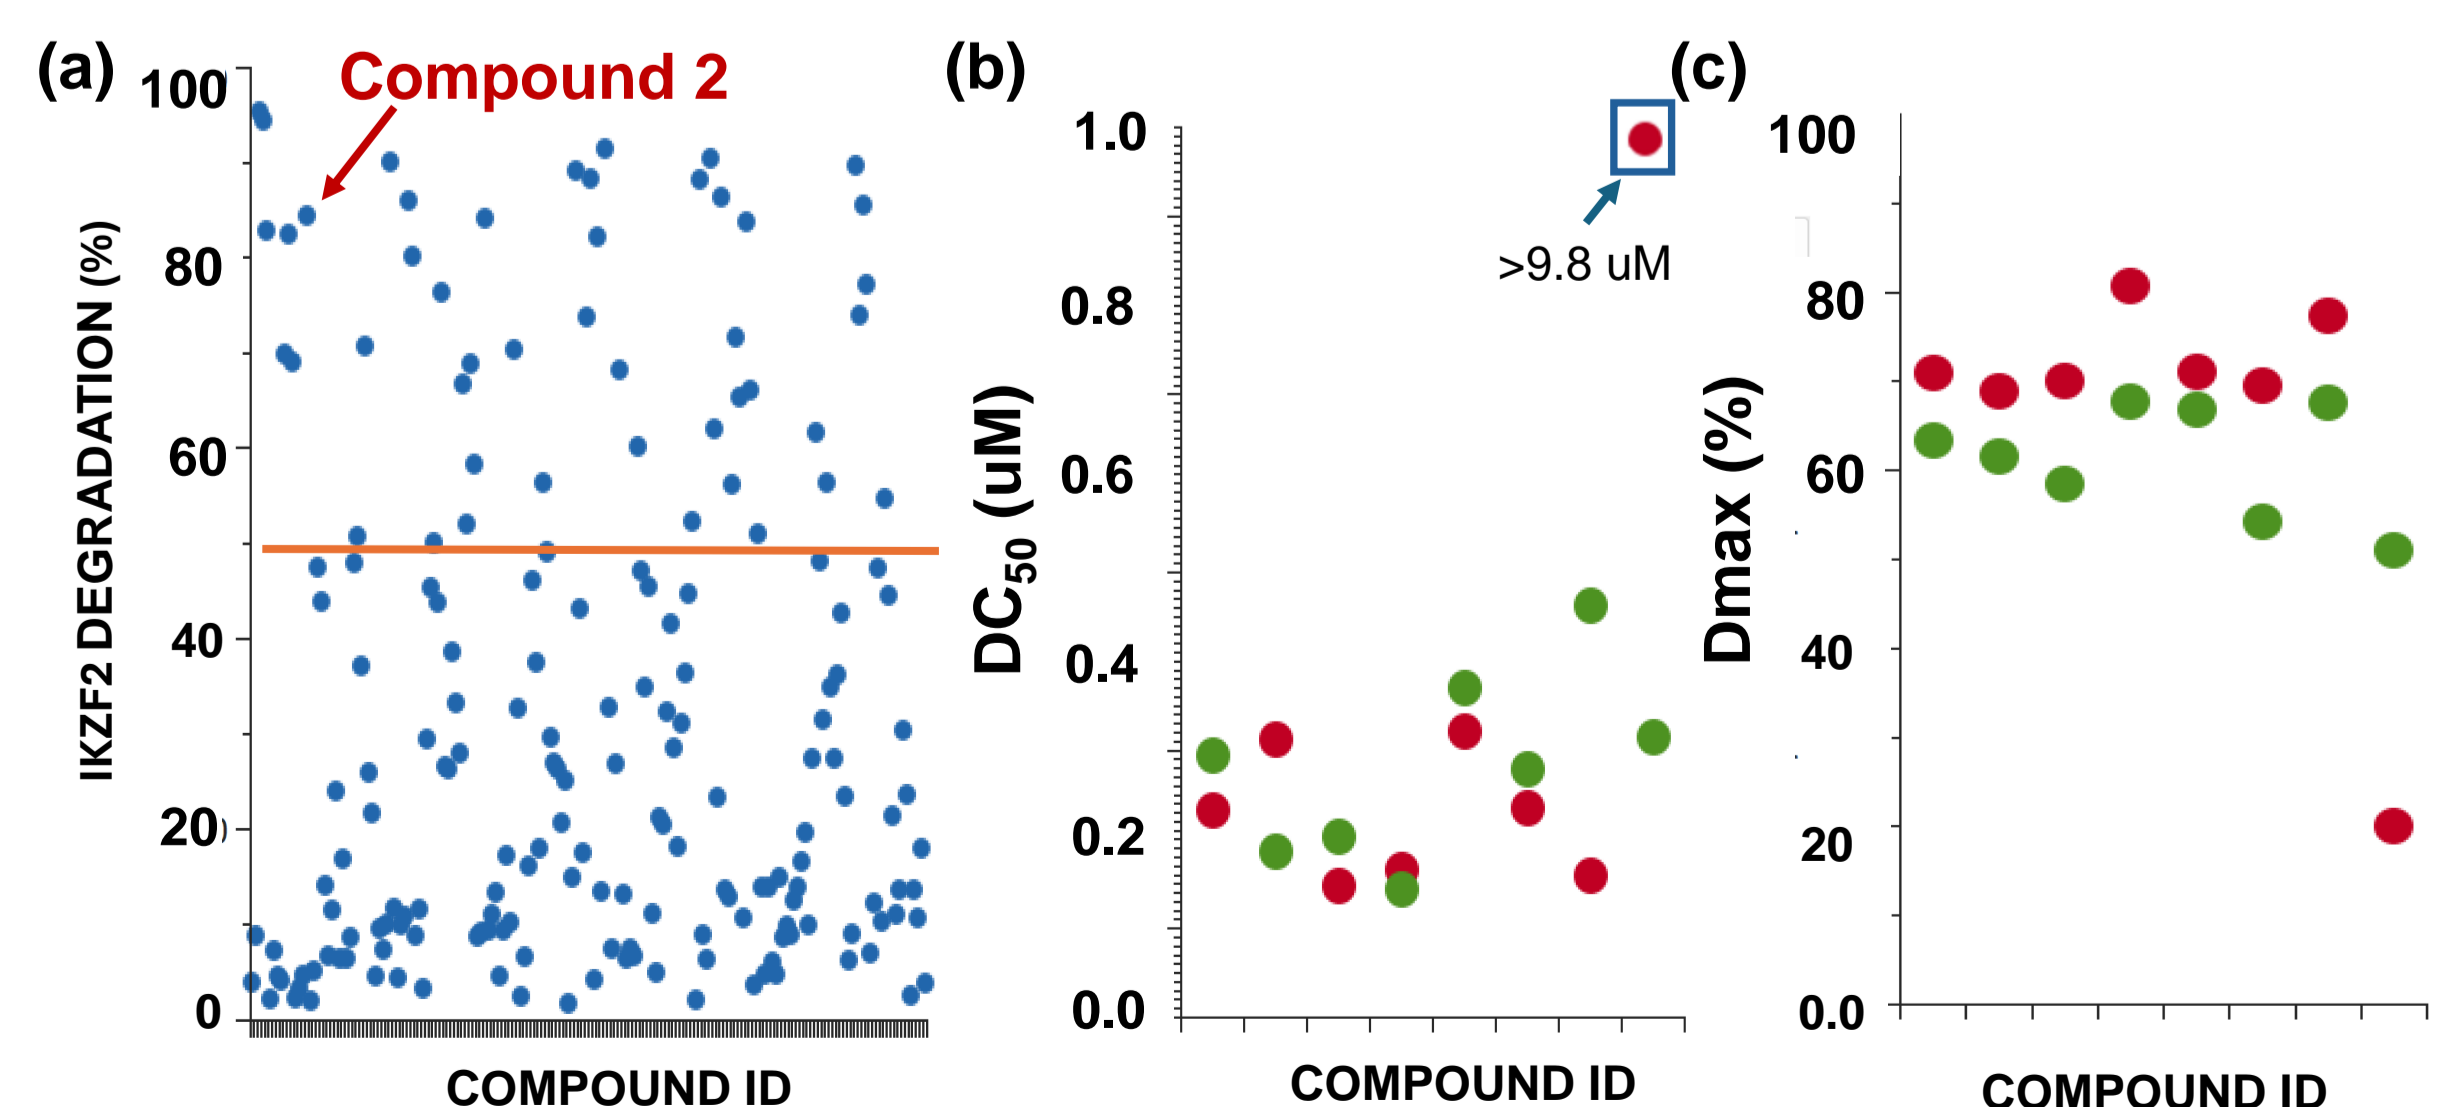 (a)
Compound 2
100
80
60
40
20
0
IKZF2 DEGRADATION (%)
COMPOUND ID
(b)
1.0
0.8
0.6
0.4
0.2
0.0
DC50 (uM)
>9.8 uM
COMPOUND ID
(c)
100
80
60
40
20
0.0
Dmax (%)
COMPOUND ID